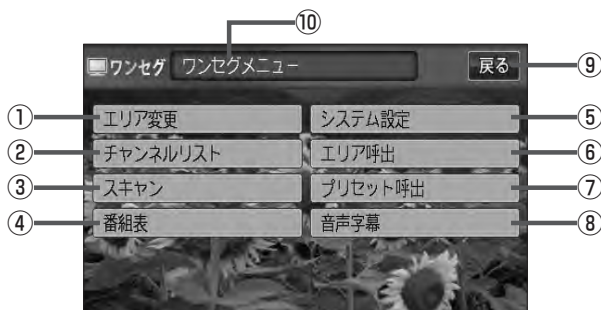 ⑩
ワンセグ ワンセグメニュー 戻る ⑨
① エリア変更 システム設定 ⑤
② チャンネルリスト エリア呼出 ⑥
③ スキャン プリセット呼出 ⑦
④ 番組表 音声字幕 ⑧